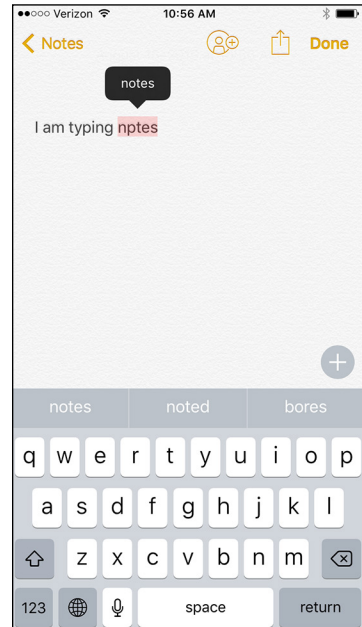 Verizon 10:56 AM
Notes Done
notes
I am typing nptes
notes noted bores
q w e r t y u i o p
a s d f g h j k l
z x c v b n m
123 space return